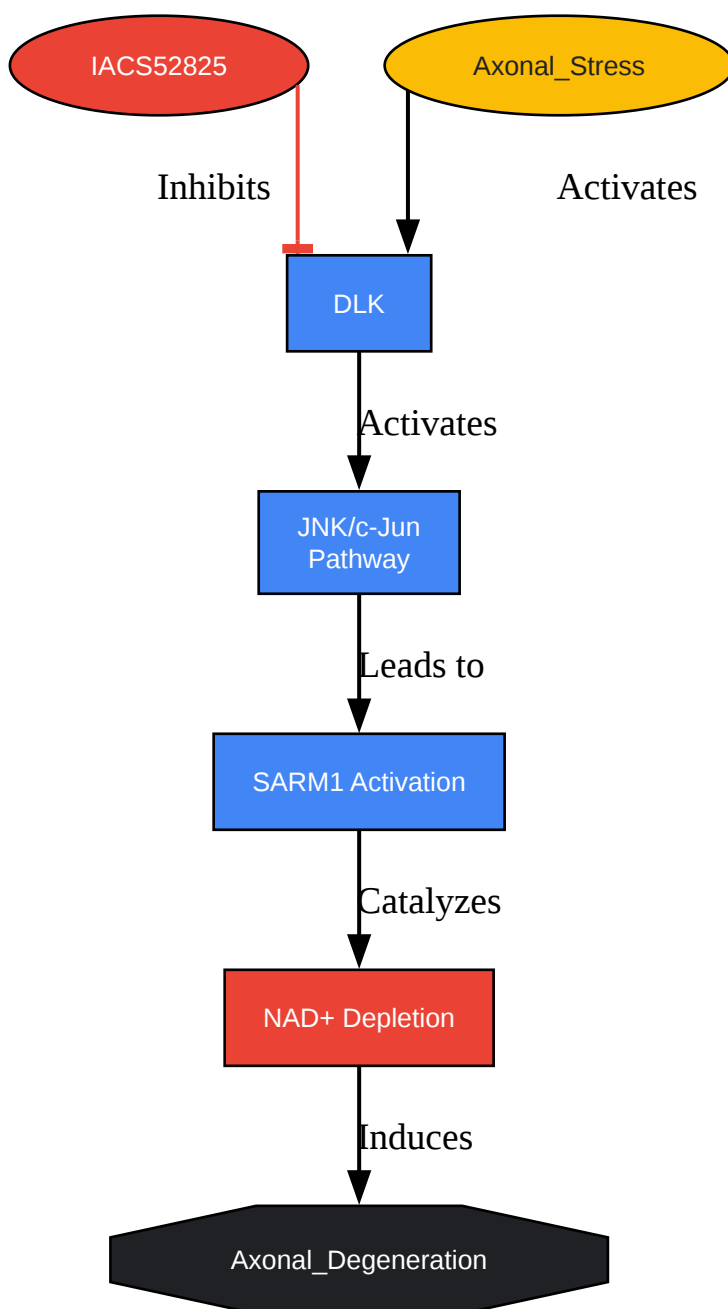 IACS52825
Axonal_Stress
Inhibits
Activates
DLK
Activates
JNK/c-Jun
Pathway
Leads to
SARM1 Activation
Catalyzes
NAD+ Depletion
Induces
Axonal_Degeneration